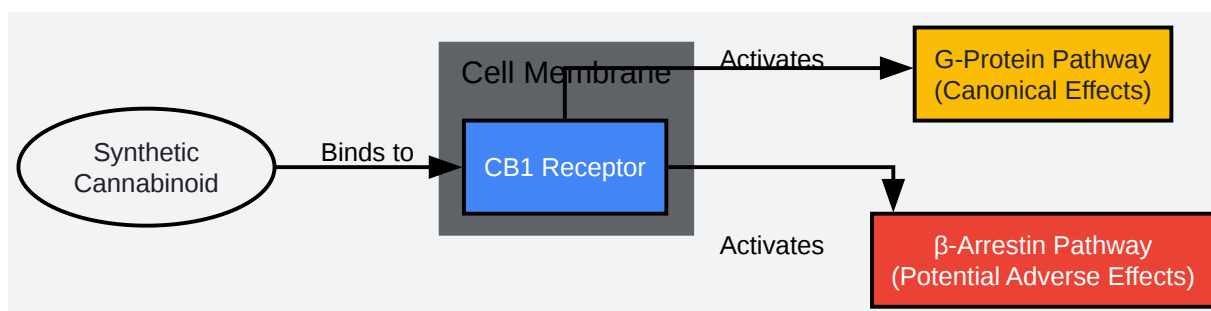 Cell Membrane
Activates
G-Protein Pathway
(Canonical Effects)
Synthetic
Cannabinoid
Binds to
CB1 Receptor
Activates
β-Arrestin Pathway
(Potential Adverse Effects)